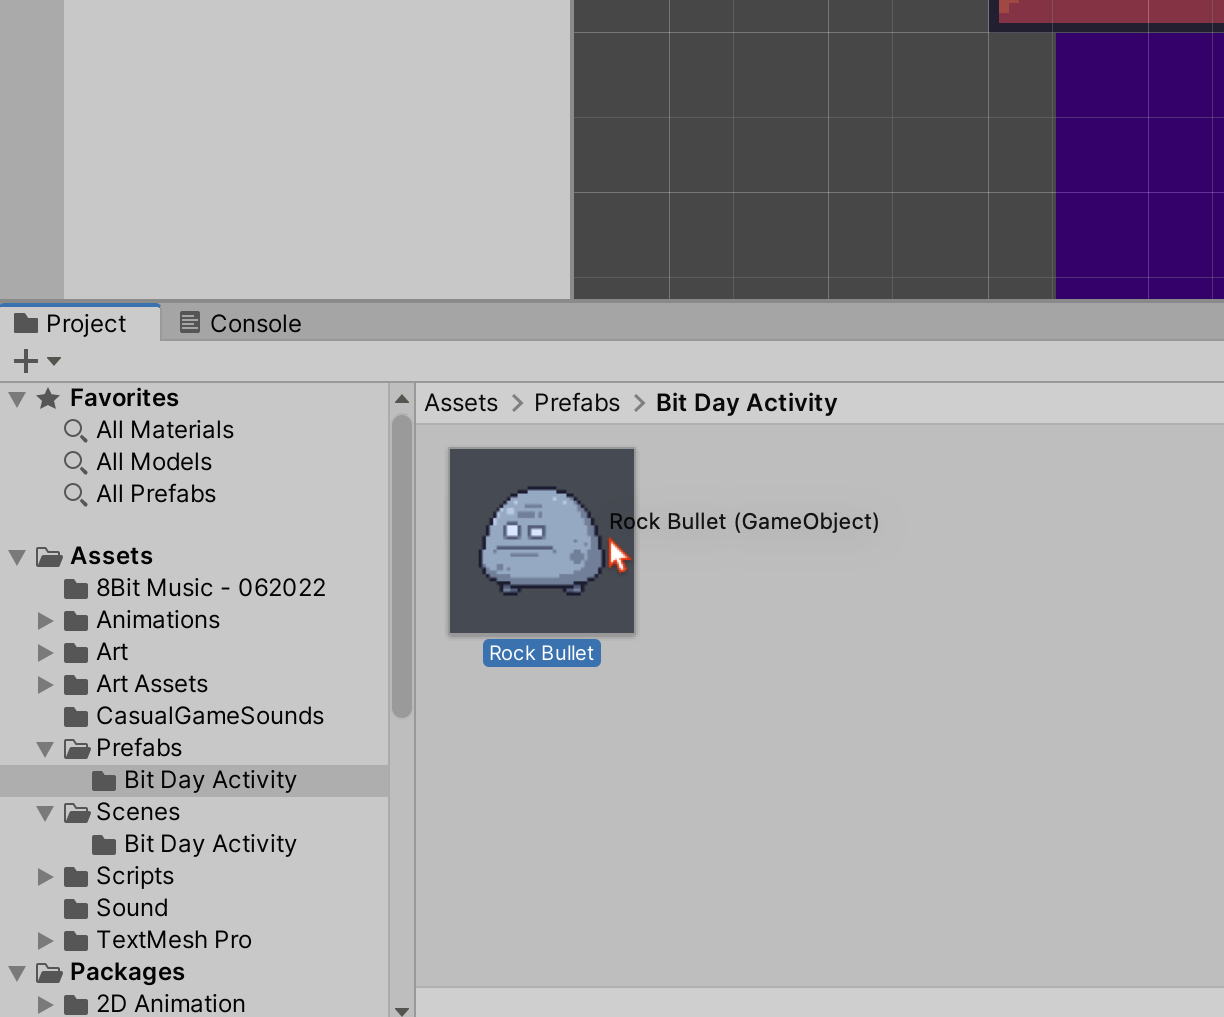 Project
Console
Favorites
All Materials
All Models
All Prefabs
Assets
8Bit Music - 062022
Animations
Art
Art Assets
CasualGameSounds
Prefabs
Bit Day Activity
Scenes
Bit Day Activity
Scripts
Sound
TextMesh Pro
Packages
2D Animation
Assets > Prefabs > Bit Day Activity
Rock Bullet (GameObject)
Rock Bullet